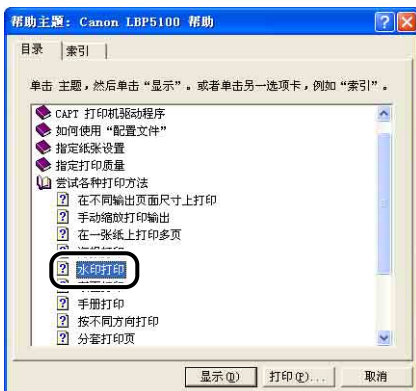 帮助主题: Canon LBP5100 帮助
目录
索引
单击 主题，然后单击“显示”。或者单击另一选项卡，例如“索引”。
CAPT 打印机驱动程序
如何使用“配置文件”
指定纸张设置
指定打印质量
尝试各种打印方法
在不同输出页面尺寸上打印
手动缩放打印输出
在一张纸上打印多页
水印打印
手册打印
按不同方向打印
分套打印页
显示(D)
打印(P)...
取消